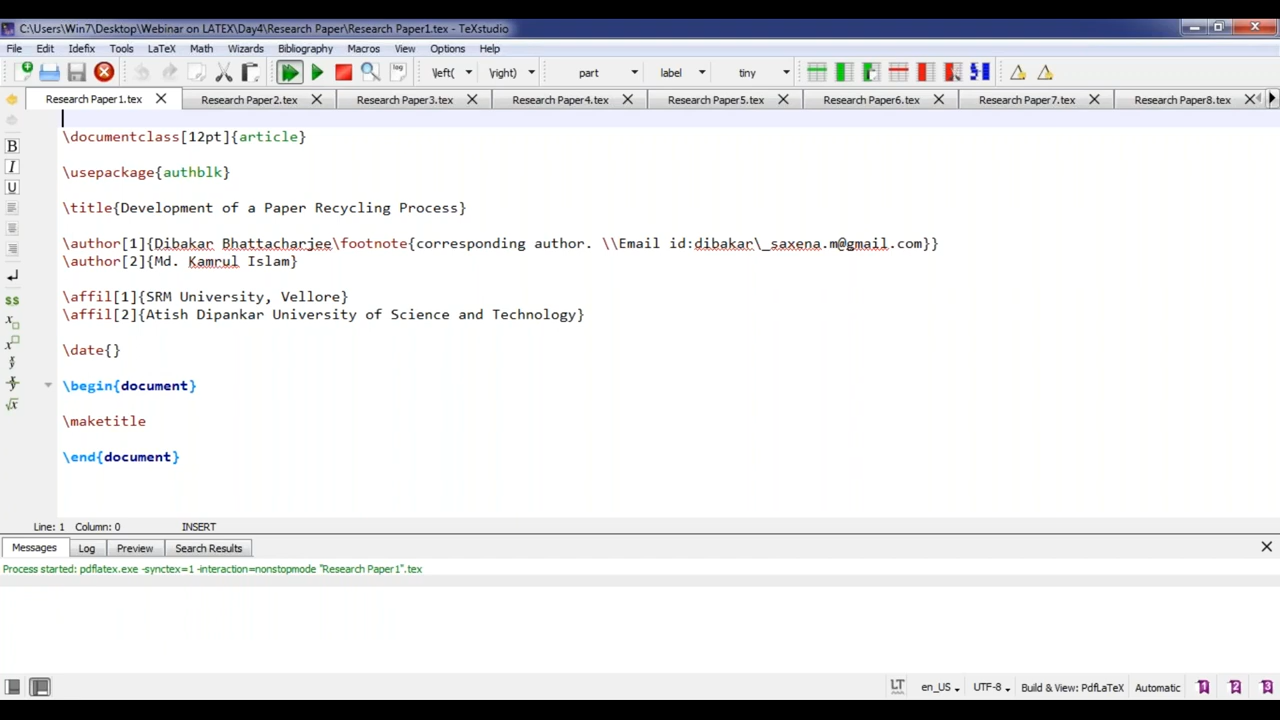 C:\Users\Win7\Desktop\Webinar on LATEX\Day4\Research Paper\Research Paper1.tex - TeXstudio
File Edit Idefix Tools LaTeX Math Wizards Bibliography Macros View Options Help
log \left( \right) part label tiny
Research Paper1.tex Research Paper2.tex Research Paper3.tex Research Paper4.tex Research Paper5.tex Research Paper6.tex Research Paper7.tex Research Paper8.tex
\documentclass[12pt]{article}
\usepackage{authblk}
\title{Development of a Paper Recycling Process}
\author[1]{Dibakar Bhattacharjee\footnote{corresponding author. \\Email id:dibakar\_saxena.m@gmail.com}}
\author[2]{Md. Kamrul Islam}
\affil[1]{SRM University, Vellore}
\affil[2]{Atish Dipankar University of Science and Technology}
\date{}
\begin{document}
\maketitle
\end{document}
Line: 1 Column: 0 INSERT
Messages Log Preview Search Results
Process started: pdflatex.exe -synctex=1 -interaction=nonstopmode "Research Paper1".tex
LT en_US UTF-8 Build & View: PdfLaTeX Automatic 1 2 3